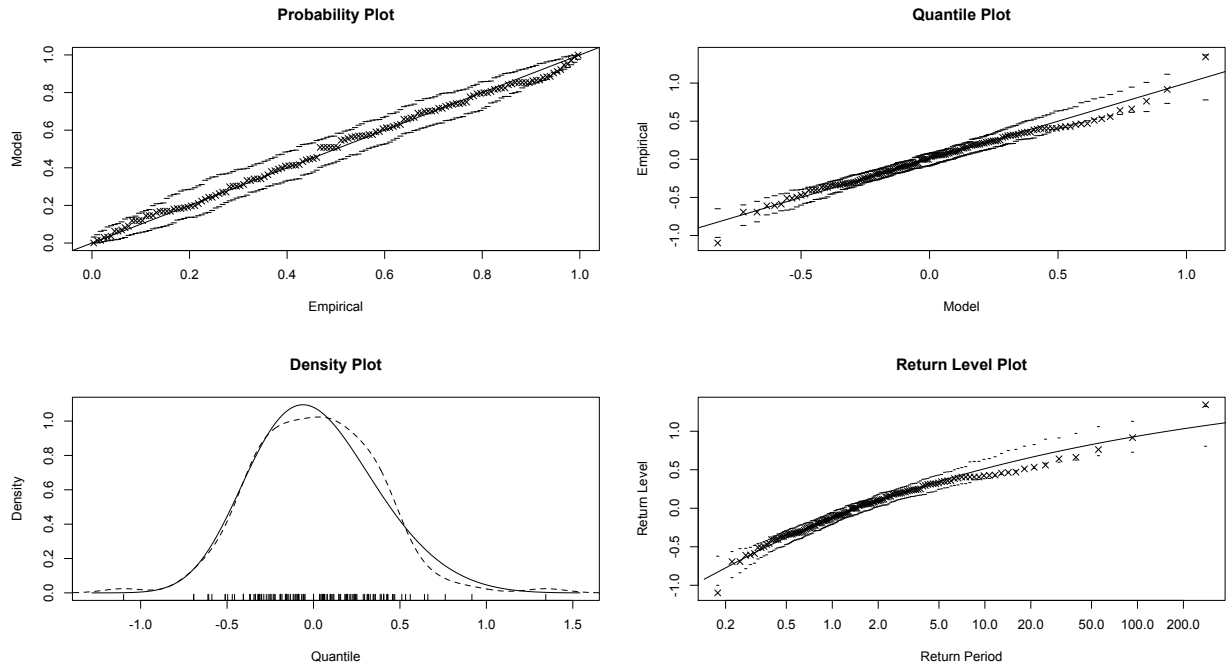 Probability Plot
Model
0.0 0.2 0.4 0.6 0.8 1.0
0.0 0.2 0.4 0.6 0.8 1.0
Empirical
Quantile Plot
Empirical
-1.0 -0.5 0.0 0.5 1.0
-0.5 0.0 0.5 1.0
Model
Density Plot
Density
0.0 0.2 0.4 0.6 0.8 1.0
-1.0 -0.5 0.0 0.5 1.0 1.5
Quantile
Return Level Plot
Return Level
-1.0 -0.5 0.0 0.5 1.0
0.2 0.5 1.0 2.0 5.0 10.0 20.0 50.0 100.0 200.0
Return Period